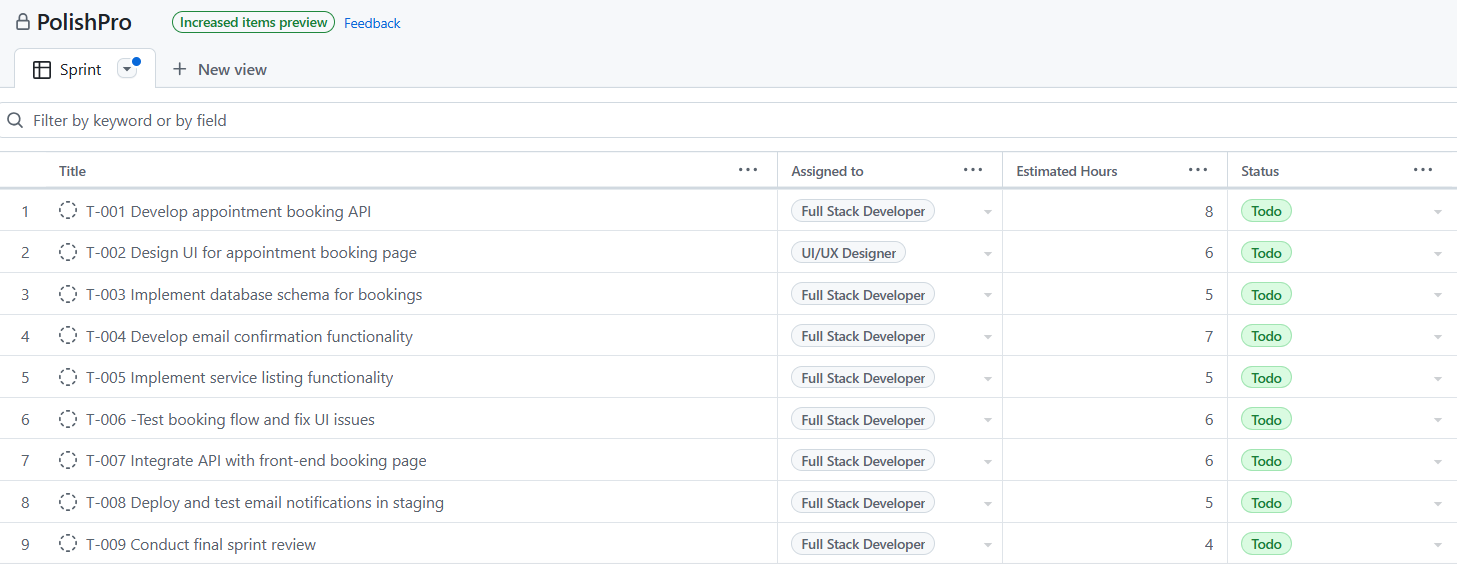 PolishPro Increased items preview Feedback
Sprint New view
Filter by keyword or by field
Title Assigned to Estimated Hours Status
1 T-001 Develop appointment booking API Full Stack Developer 8 Todo
2 T-002 Design UI for appointment booking page UI/UX Designer 6 Todo
3 T-003 Implement database schema for bookings Full Stack Developer 5 Todo
4 T-004 Develop email confirmation functionality Full Stack Developer 7 Todo
5 T-005 Implement service listing functionality Full Stack Developer 5 Todo
6 T-006 -Test booking flow and fix UI issues Full Stack Developer 6 Todo
7 T-007 Integrate API with front-end booking page Full Stack Developer 6 Todo
8 T-008 Deploy and test email notifications in staging Full Stack Developer 5 Todo
9 T-009 Conduct final sprint review Full Stack Developer 4 Todo